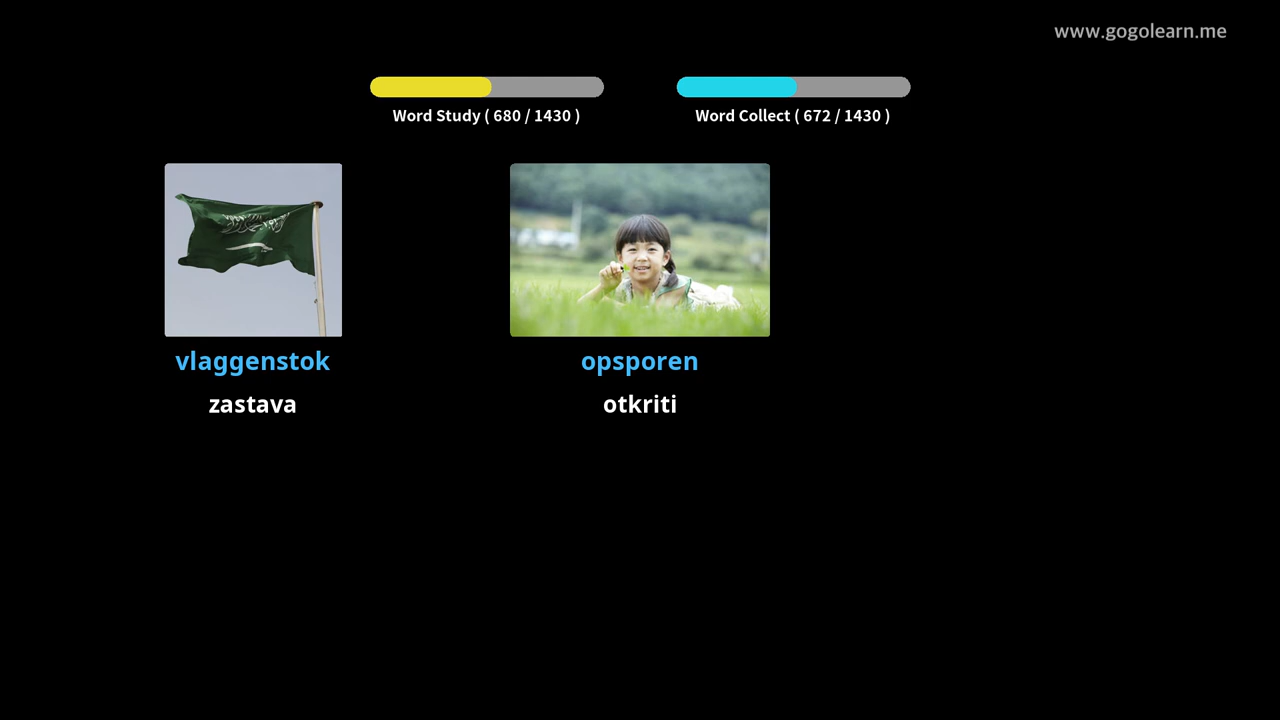 www.gogolearn.me
Word Study ( 680 / 1430 )
Word Collect ( 672 / 1430 )
vlaggenstok
zastava
opsporen
otkriti